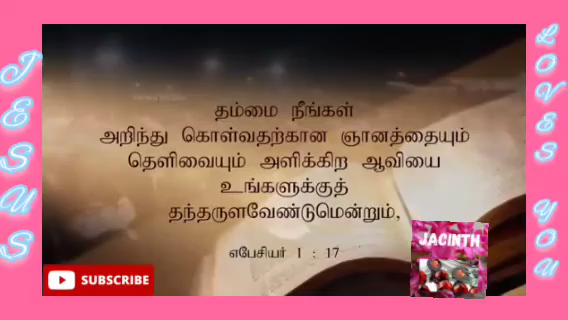 JESUS
தம்மை நீங்கள்
அறிந்து கொள்வதற்கான ஞானத்தையும்
தெளிவையும் அளிக்கிற ஆவியை
உங்களுக்குத்
தந்தருளவேண்டுமென்றும்,
எபேசியர் 1 : 17
SUBSCRIBE
JACINTH
LOVES YOU